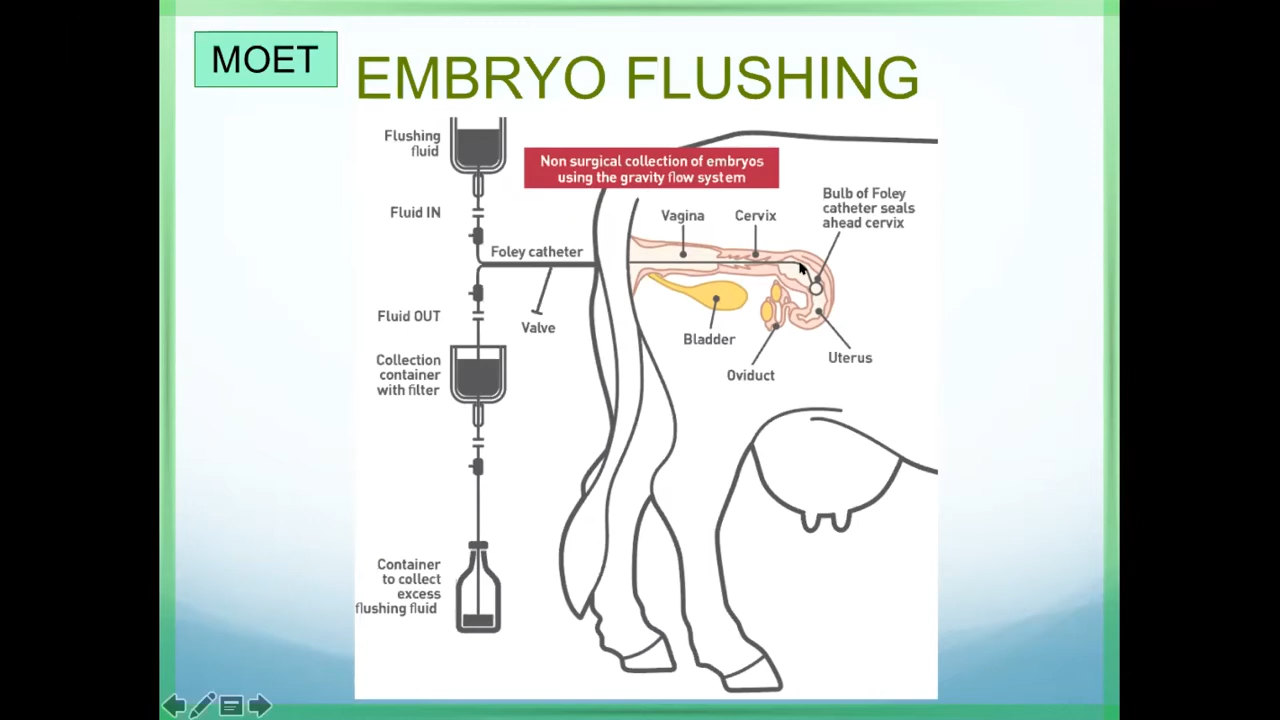 MOET
EMBRYO FLUSHING
Flushing
fluid
Non surgical collection of embryos
using the gravity flow system
Fluid IN
Vagina
Cervix
Bulb of Foley
catheter seals
ahead cervix
Foley catheter
Fluid OUT
Valve
Bladder
Oviduct
Uterus
Collection
container
with filter
Container
to collect
excess
flushing fluid